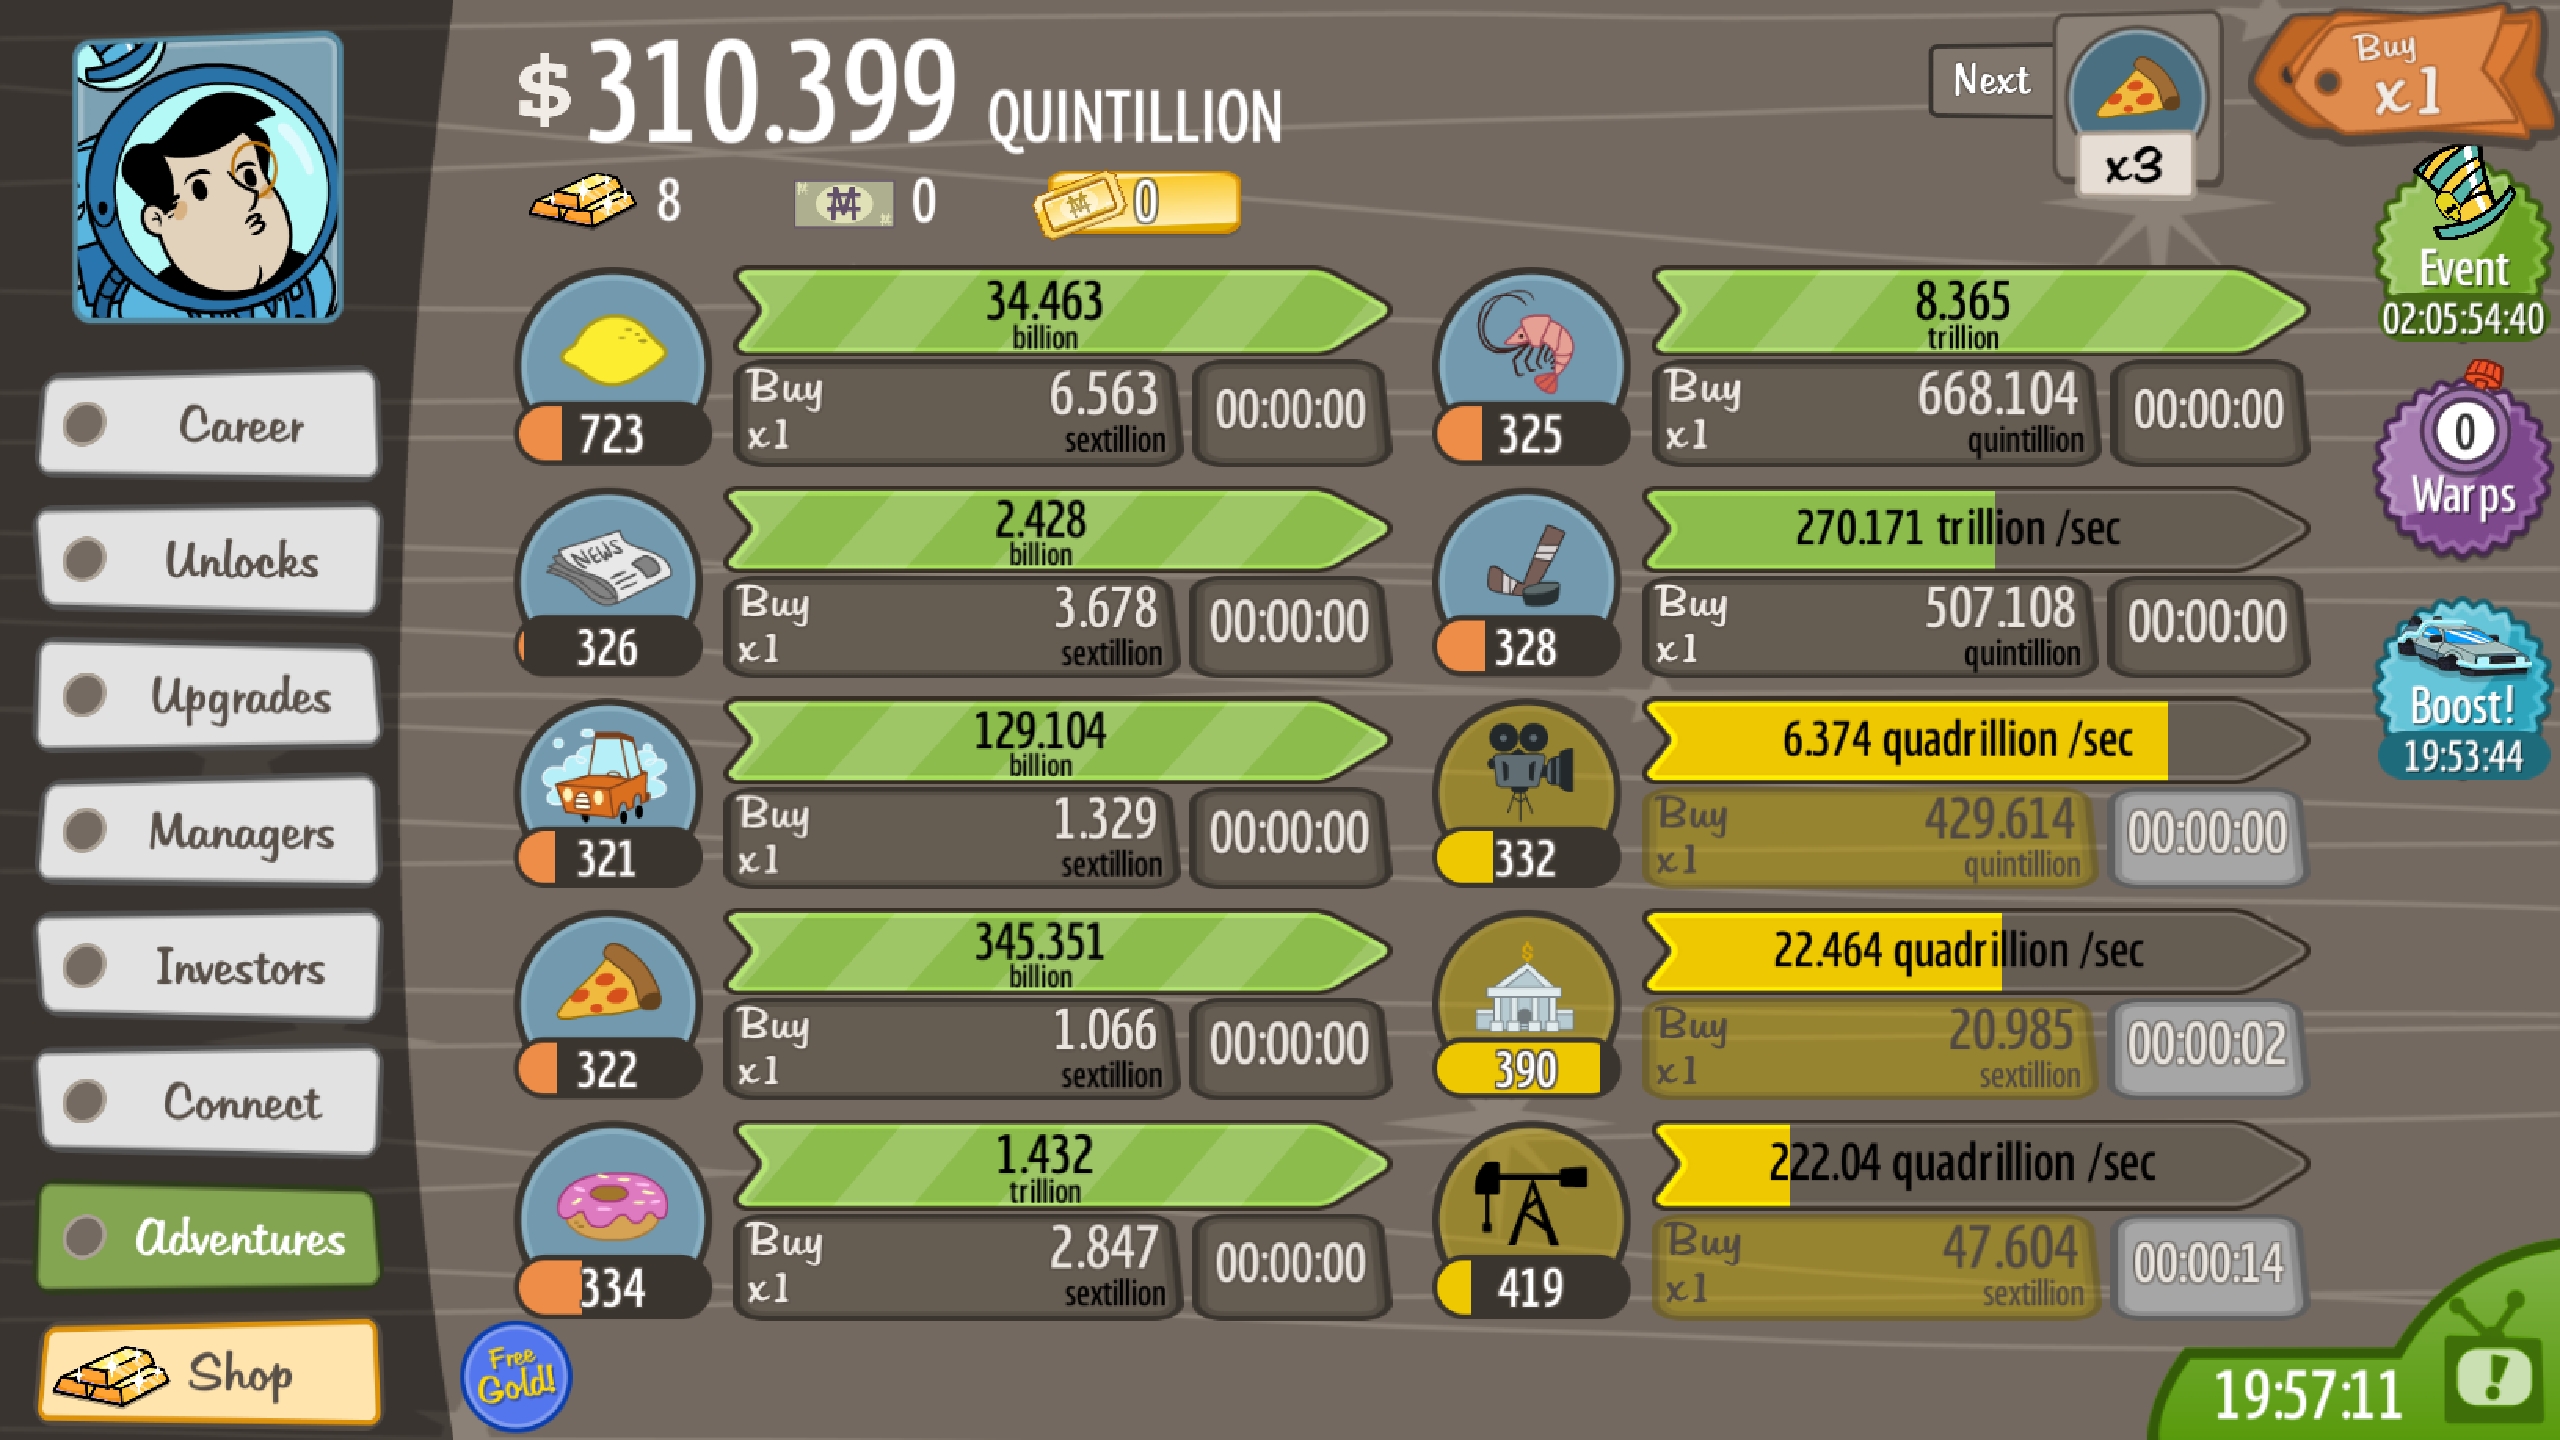 $310.399 QUINTILLION
8
0
0
Next
x3
Buy
x1
Event
02:05:54:40
0
Warps
Boost!
19:53:44
Career
Unlocks
Upgrades
Managers
Investors
Connect
Adventures
Shop
34.463
billion
723
Buy
x1
6.563
sextillion
00:00:00
NEWS
2.428
billion
326
Buy
x1
3.678
sextillion
00:00:00
129.104
billion
321
Buy
x1
1.329
sextillion
00:00:00
345.351
billion
322
Buy
x1
1.066
sextillion
00:00:00
1.432
trillion
334
Buy
x1
2.847
sextillion
00:00:00
8.365
trillion
325
Buy
x1
668.104
quintillion
00:00:00
270.171 trillion /sec
328
Buy
x1
507.108
quintillion
00:00:00
6.374 quadrillion /sec
332
Buy
x1
429.614
quintillion
00:00:00
22.464 quadrillion /sec
390
Buy
x1
20.985
sextillion
00:00:02
222.04 quadrillion /sec
419
Buy
x1
47.604
sextillion
00:00:14
Free
Gold!
19:57:11
!